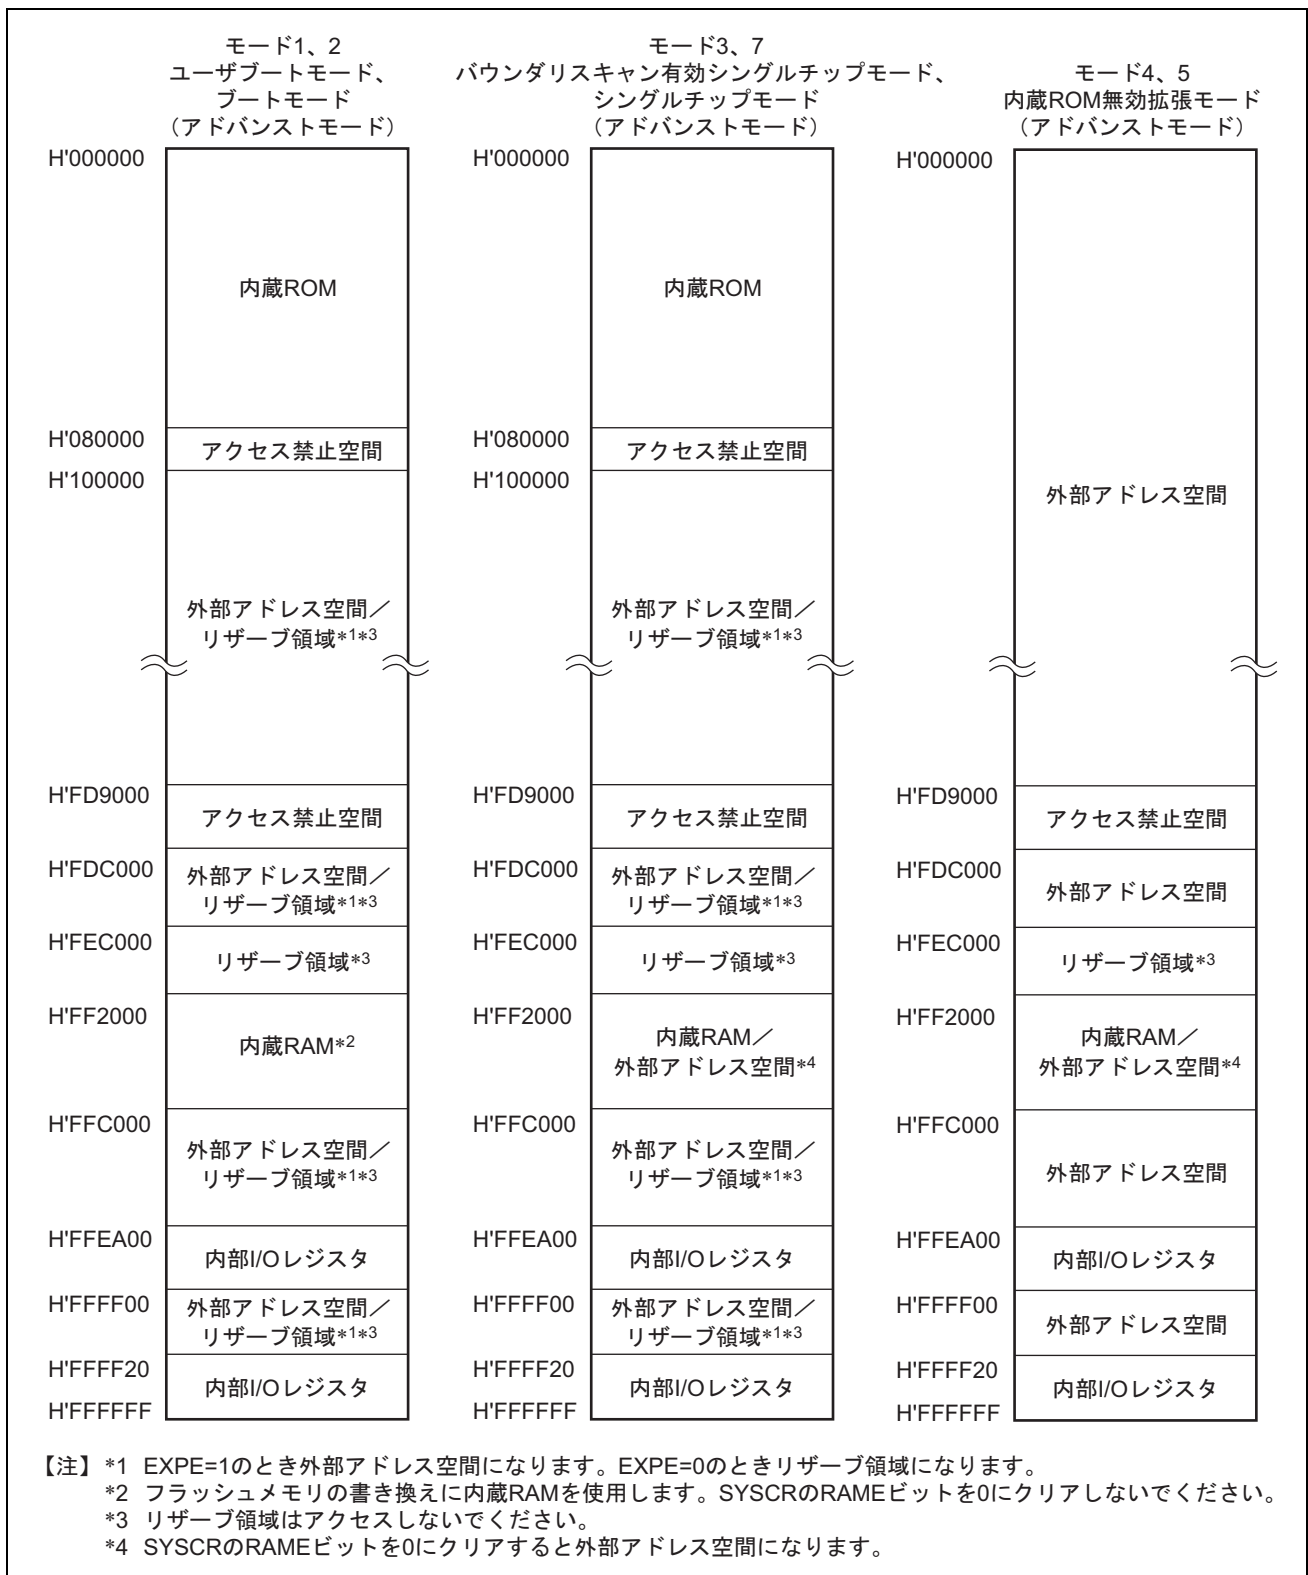 モード1、2
ユーザブートモード、
ブートモード
（アドバンストモード）
H'000000
内蔵ROM
H'080000
アクセス禁止空間
H'100000
外部アドレス空間／
リザーブ領域*1*3
H'FD9000
アクセス禁止空間
H'FDC000
外部アドレス空間／
リザーブ領域*1*3
H'FEC000
リザーブ領域*3
H'FF2000
内蔵RAM*2
H'FFC000
外部アドレス空間／
リザーブ領域*1*3
H'FFEA00
内部I/Oレジスタ
H'FFFF00
外部アドレス空間／
リザーブ領域*1*3
H'FFFF20
内部I/Oレジスタ
H'FFFFFF
モード3、7
バウンダリスキャン有効シングルチップモード、
シングルチップモード
（アドバンストモード）
H'000000
内蔵ROM
H'080000
アクセス禁止空間
H'100000
外部アドレス空間／
リザーブ領域*1*3
H'FD9000
アクセス禁止空間
H'FDC000
外部アドレス空間／
リザーブ領域*1*3
H'FEC000
リザーブ領域*3
H'FF2000
内蔵RAM／
外部アドレス空間*4
H'FFC000
外部アドレス空間／
リザーブ領域*1*3
H'FFEA00
内部I/Oレジスタ
H'FFFF00
外部アドレス空間／
リザーブ領域*1*3
H'FFFF20
内部I/Oレジスタ
H'FFFFFF
モード4、5
内蔵ROM無効拡張モード
（アドバンストモード）
H'000000
外部アドレス空間
H'FD9000
アクセス禁止空間
H'FDC000
外部アドレス空間
H'FEC000
リザーブ領域*3
H'FF2000
内蔵RAM／
外部アドレス空間*4
H'FFC000
外部アドレス空間
H'FFEA00
内部I/Oレジスタ
H'FFFF00
外部アドレス空間
H'FFFF20
内部I/Oレジスタ
H'FFFFFF
【注】*1 EXPE=1のとき外部アドレス空間になります。EXPE=0のときリザーブ領域になります。
*2 フラッシュメモリの書き換えに内蔵RAMを使用します。SYSCRのRAMEビットを0にクリアしないでください。
*3 リザーブ領域はアクセスしないでください。
*4 SYSCRのRAMEビットを0にクリアすると外部アドレス空間になります。